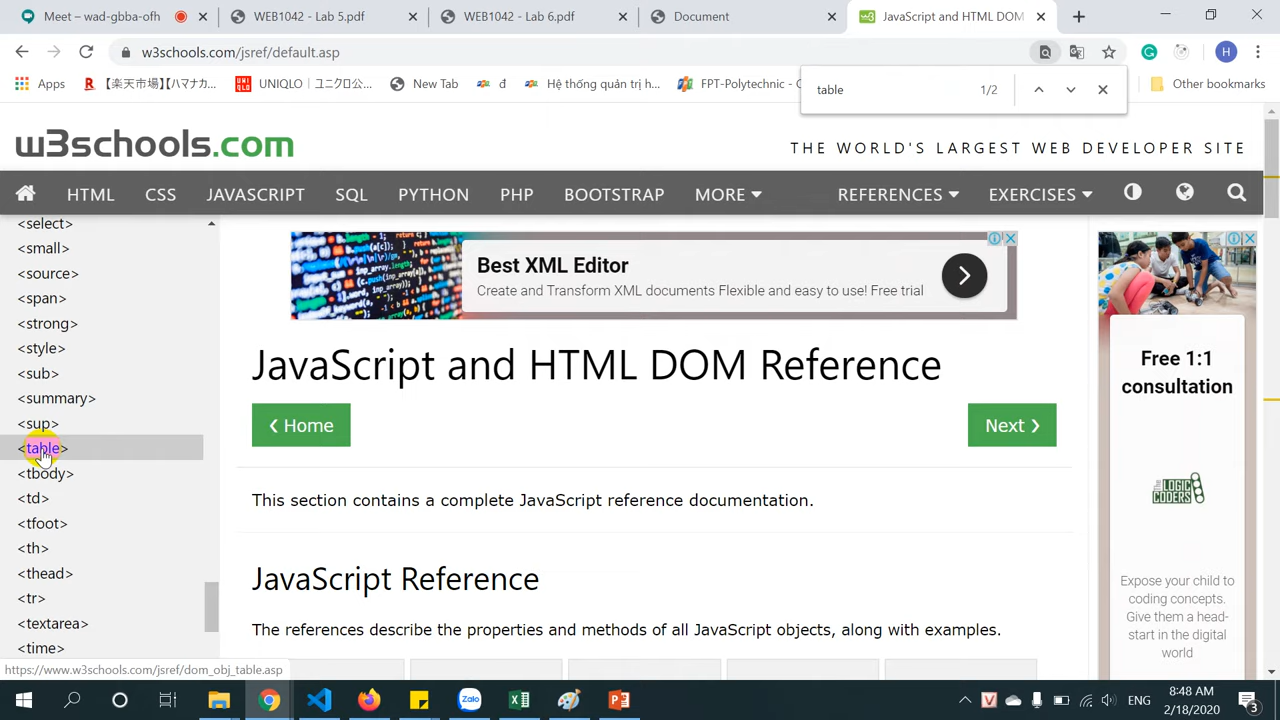 Meet – wad-gbba-ofh
WEB1042 - Lab 5.pdf
WEB1042 - Lab 6.pdf
Document
JavaScript and HTML DOM
w3schools.com/jsref/default.asp
H
Apps
【楽天市場】【ハマナカ...
UNIQLO｜ユニクロ公...
New Tab
đ
Hệ thống quản trị h...
FPT-Polytechnic - C
Other bookmarks
table
1/2
w3schools.com
THE WORLD'S LARGEST WEB DEVELOPER SITE
HTML
CSS
JAVASCRIPT
SQL
PYTHON
PHP
BOOTSTRAP
MORE
REFERENCES
EXERCISES
<select>
<small>
<source>
<span>
<strong>
<style>
<sub>
<summary>
<sup>
<table>
<tbody>
<td>
<tfoot>
<th>
<thead>
<tr>
<textarea>
<time>
Best XML Editor
Create and Transform XML documents Flexible and easy to use! Free trial
JavaScript and HTML DOM Reference
❮ Home
Next ❯
This section contains a complete JavaScript reference documentation.
JavaScript Reference
The references describe the properties and methods of all JavaScript objects, along with examples.
Free 1:1
consultation
THE LOGIC
CODERS
Expose your child to
coding concepts.
Give them a head-
start in the digital
world
https://www.w3schools.com/jsref/dom_obj_table.asp
Zalo
ENG
8:48 AM
2/18/2020
3